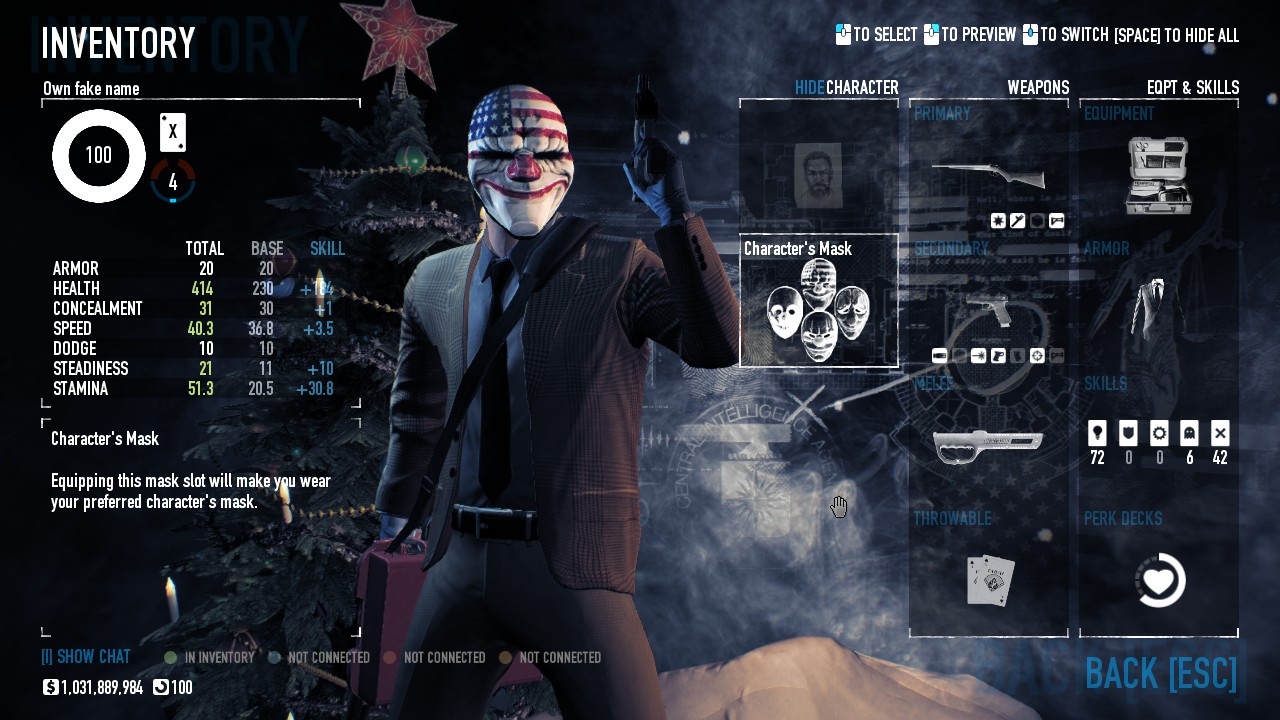 INVENTORY
TO SELECT TO PREVIEW TO SWITCH [SPACE] TO HIDE ALL
Own fake name
HIDE CHARACTER
WEAPONS
EQPT & SKILLS
100
X
4
PRIMARY
EQUIPMENT
TOTAL BASE SKILL
ARMOR 20 20
HEALTH 414 230 +184
CONCEALMENT 31 30 +1
SPEED 40.3 36.8 +3.5
DODGE 10 10
STEADINESS 21 11 +10
STAMINA 51.3 20.5 +30.8
Character's Mask
SECONDARY
ARMOR
MELEE
SKILLS
72 0 0 6 42
Character's Mask
Equipping this mask slot will make you wear
your preferred character's mask.
CENTRAL INTELLIGENCE AGENCY
THROWABLE
PERK DECKS
[I] SHOW CHAT IN INVENTORY NOT CONNECTED NOT CONNECTED NOT CONNECTED
$ 1,031,889,984 100
BACK [ESC]